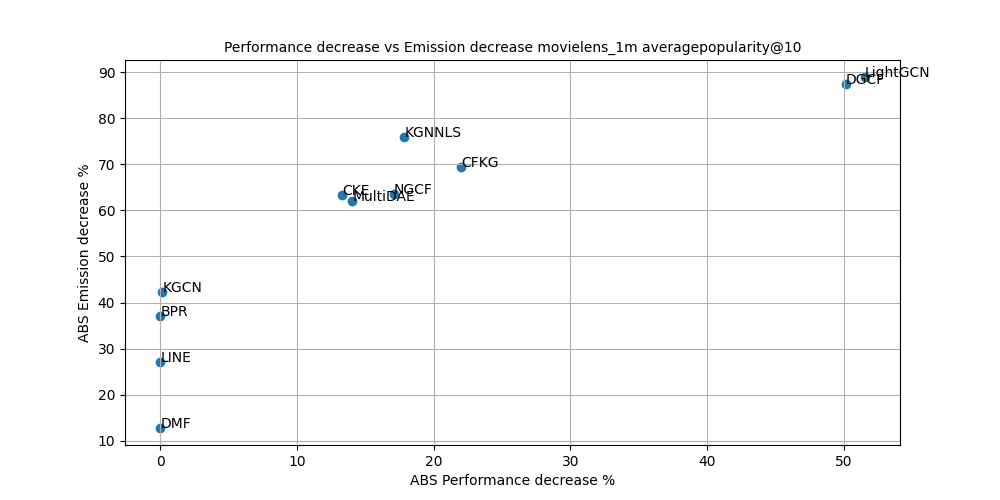 Performance decrease vs Emission decrease movielens_1m averagepopularity@10
90
80
70
60
50
40
30
20
10
ABS Emission decrease %
LightGCN
DGCF
KGNNLS
CFKG
CKE
NGCF
MultiDAE
KGCN
BPR
LINE
DMF
0
10
20
30
40
50
ABS Performance decrease %